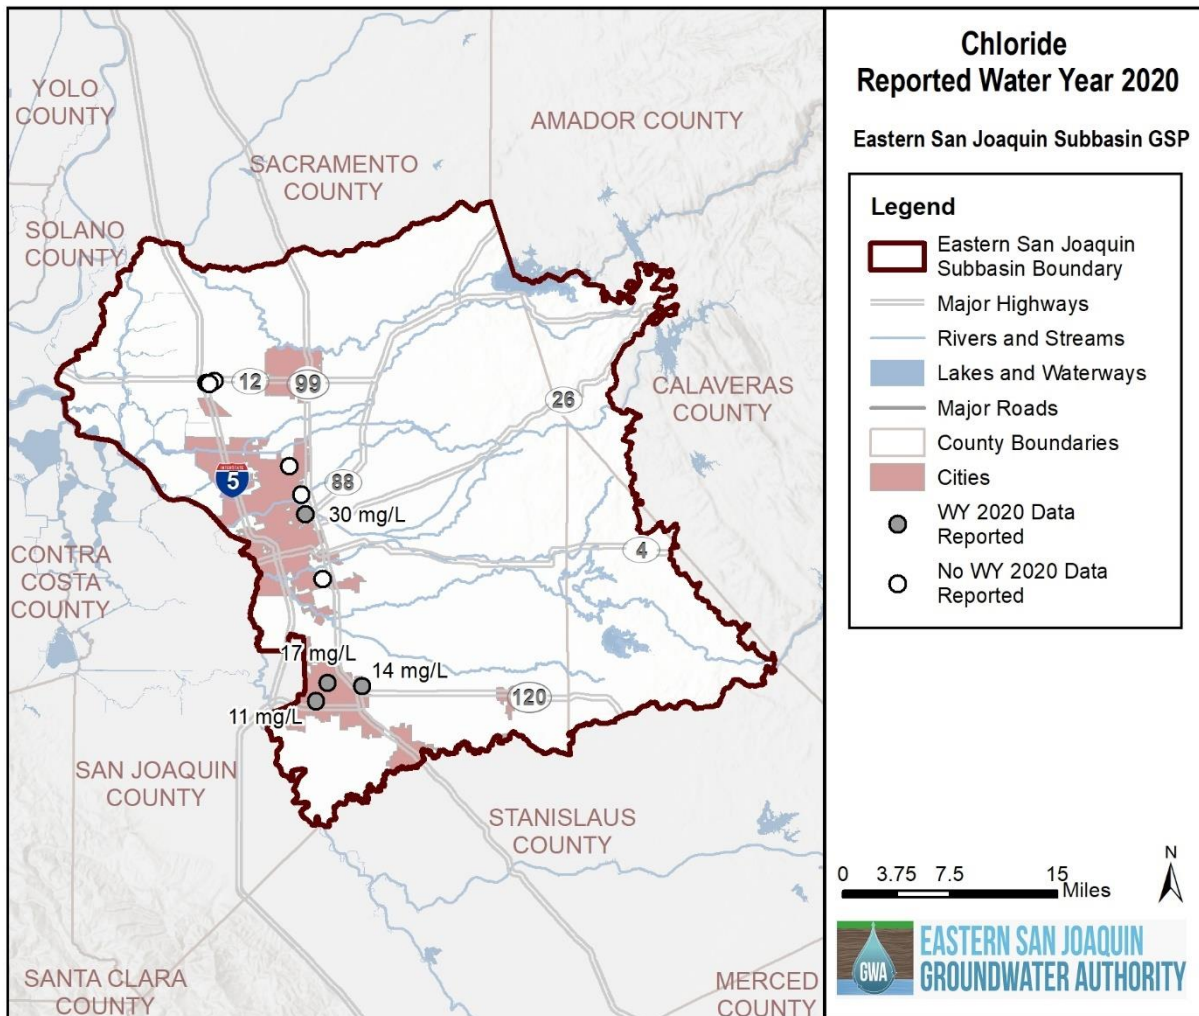 YOLO
COUNTY
AMADOR COUNTY
SACRAMENTO
COUNTY
SOLANO
COUNTY
12
99
26
CALAVERAS
COUNTY
5
88
30 mg/L
4
CONTRA
COSTA
COUNTY
17 mg/L
14 mg/L
120
11 mg/L
SAN JOAQUIN
COUNTY
STANISLAUS
COUNTY
SANTA CLARA
COUNTY
MERCED
COUNTY
Chloride
Reported Water Year 2020
Eastern San Joaquin Subbasin GSP
Legend
Eastern San Joaquin
Subbasin Boundary
Major Highways
Rivers and Streams
Lakes and Waterways
Major Roads
County Boundaries
Cities
WY 2020 Data
Reported
No WY 2020 Data
Reported
N
0 3.75 7.5 15
Miles
GWA
EASTERN SAN JOAQUIN
GROUNDWATER AUTHORITY